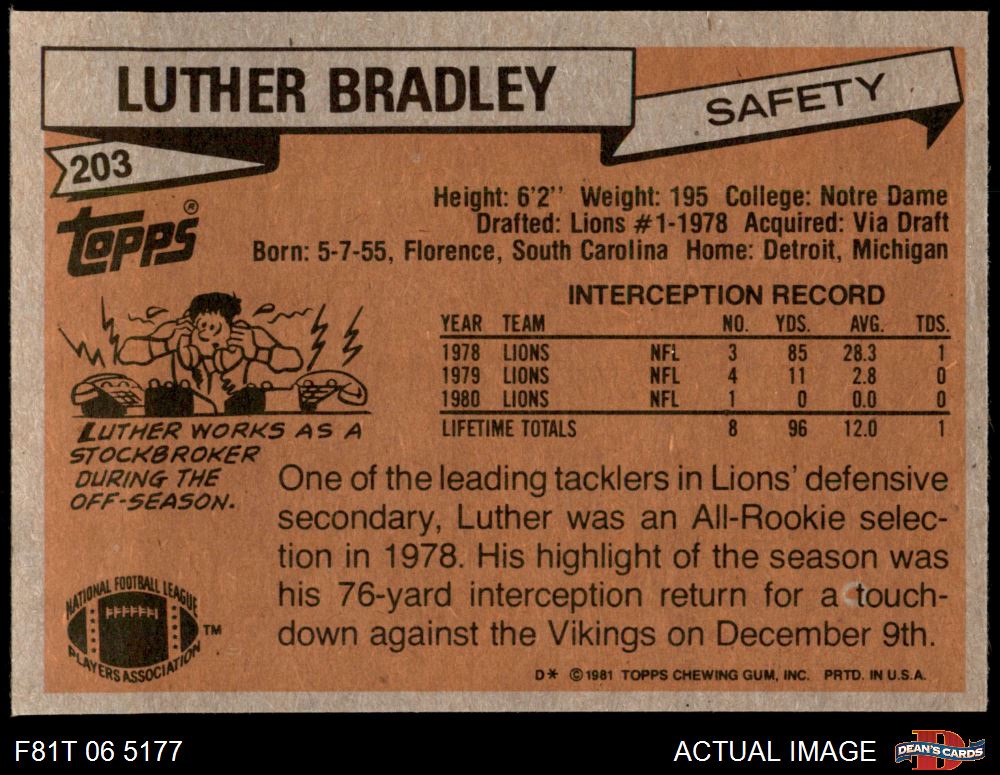 LUTHER BRADLEY
SAFETY
203
TOPPS ®
Height: 6'2'' Weight: 195 College: Notre Dame
Drafted: Lions #1-1978 Acquired: Via Draft
Born: 5-7-55, Florence, South Carolina Home: Detroit, Michigan
INTERCEPTION RECORD
YEAR TEAM NO. YDS. AVG. TDS.
1978 LIONS NFL 3 85 28.3 1
1979 LIONS NFL 4 11 2.8 0
1980 LIONS NFL 1 0 0.0 0
LIFETIME TOTALS 8 96 12.0 1
LUTHER WORKS AS A
STOCKBROKER
DURING THE
OFF-SEASON.
One of the leading tacklers in Lions' defensive
secondary, Luther was an All-Rookie selec-
tion in 1978. His highlight of the season was
his 76-yard interception return for a touch-
down against the Vikings on December 9th.
NATIONAL FOOTBALL LEAGUE
PLAYERS ASSOCIATION
TM
D* © 1981 TOPPS CHEWING GUM, INC. PRTD. IN U.S.A.
F81T 06 5177
ACTUAL IMAGE
D
DEAN'S CARDS